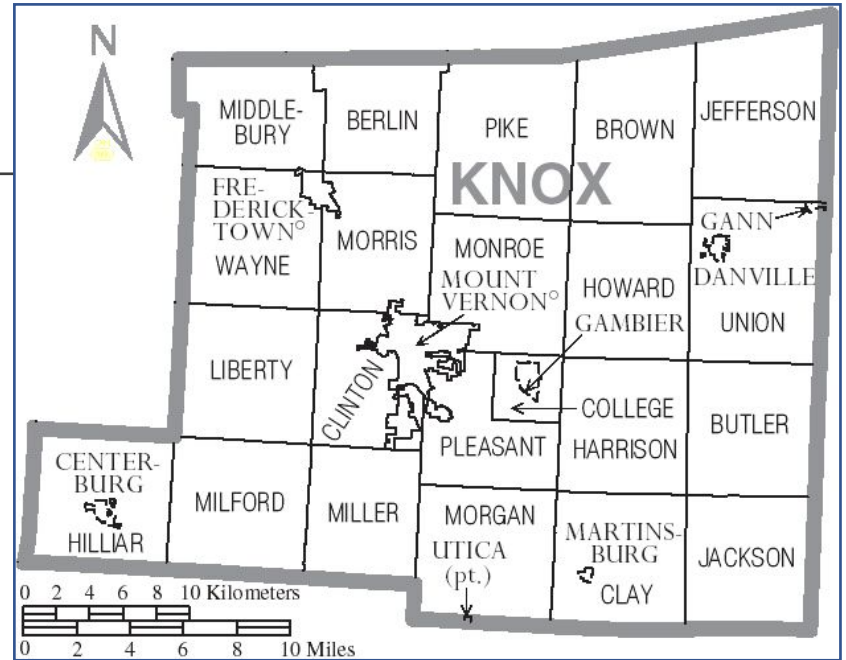 N
MIDDLE-
BURY
BERLIN
PIKE
BROWN
JEFFERSON
KNOX
FRE-
DERICK-
TOWN°
WAYNE
MORRIS
MONROE
MOUNT
VERNON°
HOWARD
GAMBIER
GANN
DANVILLE
UNION
LIBERTY
CLINTON
COLLEGE
PLEASANT
HARRISON
BUTLER
CENTER-
BURG
HILLIAR
MILFORD
MILLER
MORGAN
UTICA
(pt.)
MARTINS-
BURG
CLAY
JACKSON
0 2 4 6 8 10 Kilometers
0 2 4 6 8 10 Miles